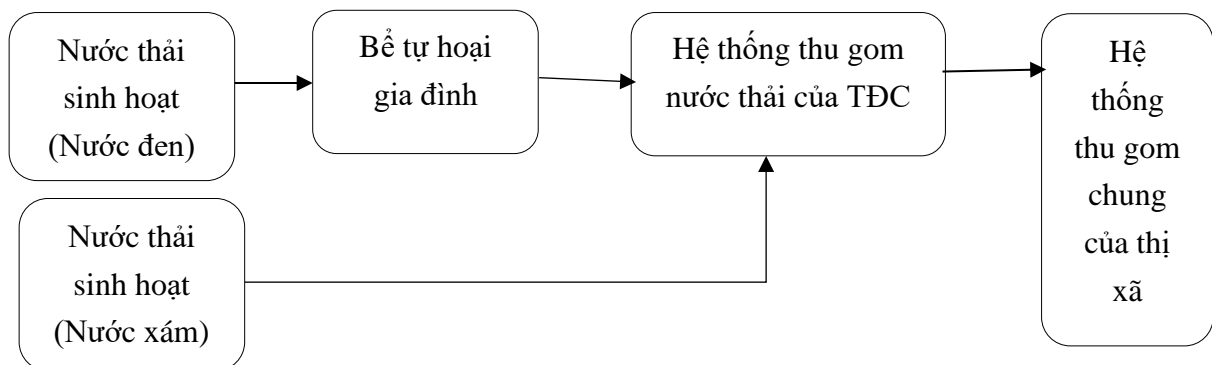 Nước thải
sinh hoạt
(Nước đen)
Bể tự hoại
gia đình
Hệ thống thu gom
nước thải của TĐC
Hệ
thống
thu gom
chung
của thị
xã
Nước thải
sinh hoạt
(Nước xám)